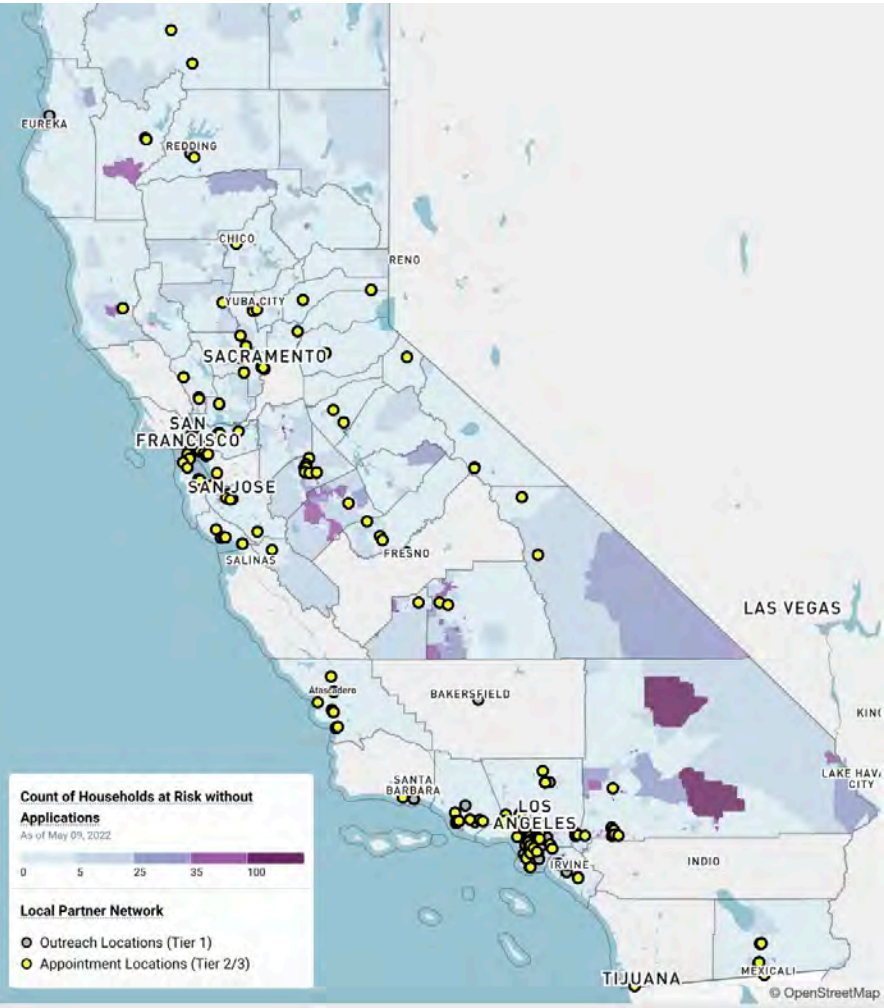 EUREKA
REDDING
CHICO
RENO
YUBA CITY
SACRAMENTO
SAN
FRANCISCO
SAN JOSE
SALINAS
FRESNO
LAS VEGAS
Atascadero
BAKERSFIELD
SANTA
BARBARA
LOS
ANGELES
IRVINE
INDIO
KING
LAKE HAVA
CITY
TIJUANA
MEXICALI
Count of Households at Risk without
Applications
As of May 09, 2022
0 5 25 35 100
Local Partner Network
Outreach Locations (Tier 1)
Appointment Locations (Tier 2/3)
© OpenStreetMap